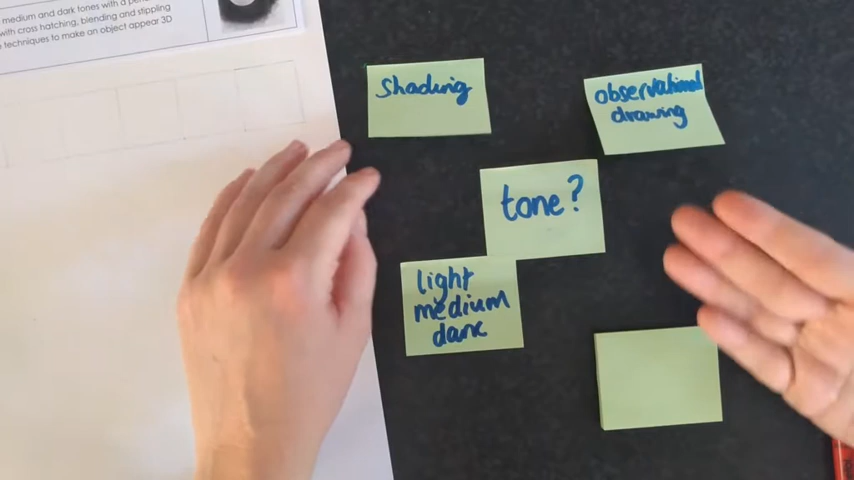 medium and dark tones with a
with cross hatching, blending and stippling
techniques to make an object appear 3D
shading
observational
drawing
tone?
light
medium
dark